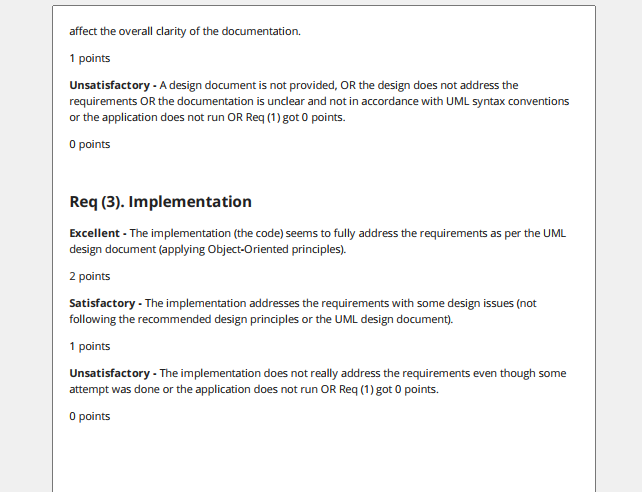 affect the overall clarity of the documentation.
1 points
Unsatisfactory - A design document is not provided, OR the design does not address the
requirements OR the documentation is unclear and not in accordance with UML syntax conventions
or the application does not run OR Req (1) got 0 points.
0 points
Req (3). Implementation
Excellent - The implementation (the code) seems to fully address the requirements as per the UML
design document (applying Object-Oriented principles).
2 points
Satisfactory - The implementation addresses the requirements with some design issues (not
following the recommended design principles or the UML design document).
1 points
Unsatisfactory - The implementation does not really address the requirements even though some
attempt was done or the application does not run OR Req (1) got 0 points.
0 points